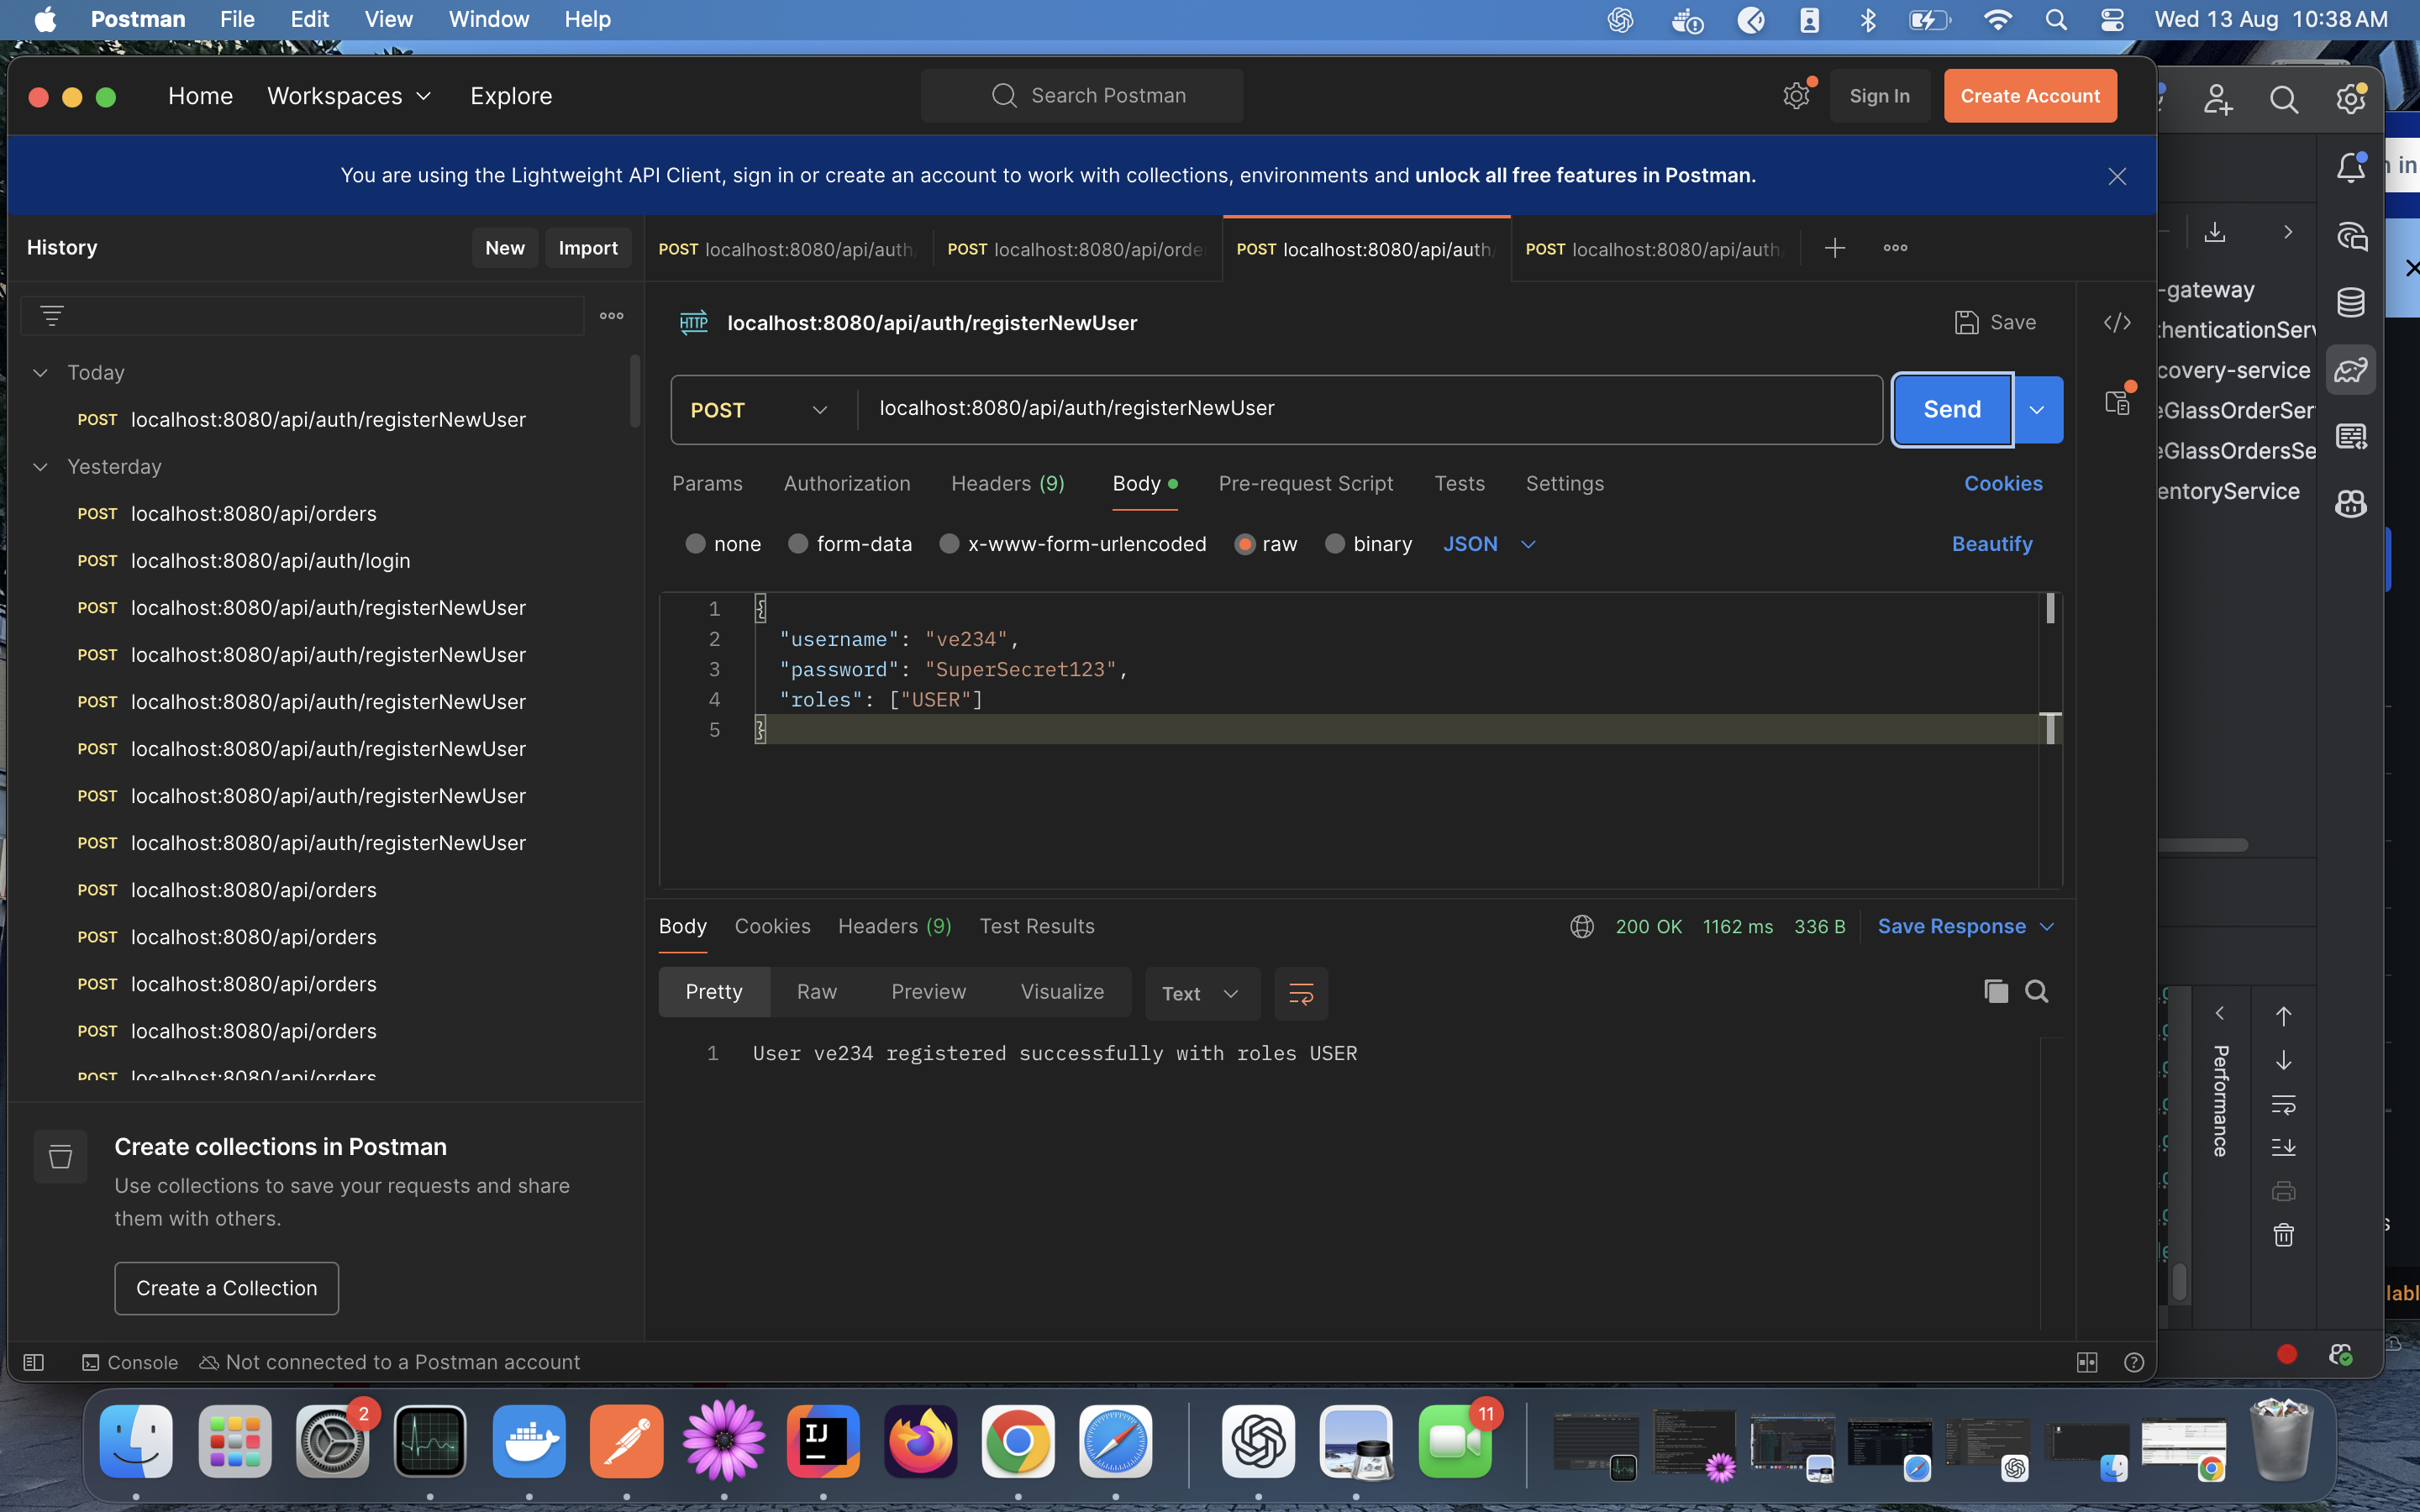 Postman File Edit View Window Help Wed 13 Aug 10:38 AM
Home Workspaces Explore Search Postman Sign In Create Account
You are using the Lightweight API Client, sign in or create an account to work with collections, environments and unlock all free features in Postman.
History New Import
POST localhost:8080/api/auth/ POST localhost:8080/api/orde POST localhost:8080/api/auth/ POST localhost:8080/api/auth/
HTTP localhost:8080/api/auth/registerNewUser Save
Today
POST localhost:8080/api/auth/registerNewUser
Yesterday
POST localhost:8080/api/orders
POST localhost:8080/api/auth/login
POST localhost:8080/api/auth/registerNewUser
POST localhost:8080/api/auth/registerNewUser
POST localhost:8080/api/auth/registerNewUser
POST localhost:8080/api/auth/registerNewUser
POST localhost:8080/api/auth/registerNewUser
POST localhost:8080/api/auth/registerNewUser
POST localhost:8080/api/orders
POST localhost:8080/api/orders
POST localhost:8080/api/orders
POST localhost:8080/api/orders
POST localhost:8080/api/orders
Create collections in Postman
Use collections to save your requests and share
them with others.
Create a Collection
POST localhost:8080/api/auth/registerNewUser Send
Params Authorization Headers (9) Body Pre-request Script Tests Settings Cookies
none form-data x-www-form-urlencoded raw binary JSON Beautify
1 {
2 "username": "ve234",
3 "password": "SuperSecret123",
4 "roles": ["USER"]
5 }
Body Cookies Headers (9) Test Results 200 OK 1162 ms 336 B Save Response
Pretty Raw Preview Visualize Text
1 User ve234 registered successfully with roles USER
Console Not connected to a Postman account
n in
-gateway
thenticationServ
covery-service
eGlassOrderSer
eGlassOrdersSe
entoryService
Performance
labl
2
IJ
11